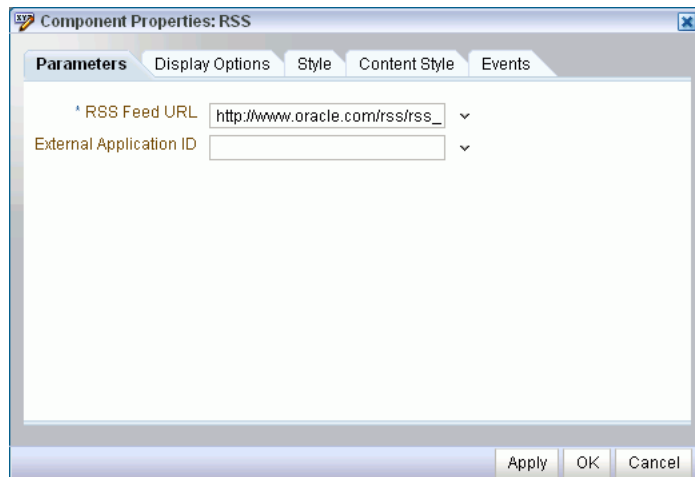 Component Properties: RSS
Parameters Display Options Style Content Style Events
* RSS Feed URL http://www.oracle.com/rss/rss_
External Application ID
Apply OK Cancel